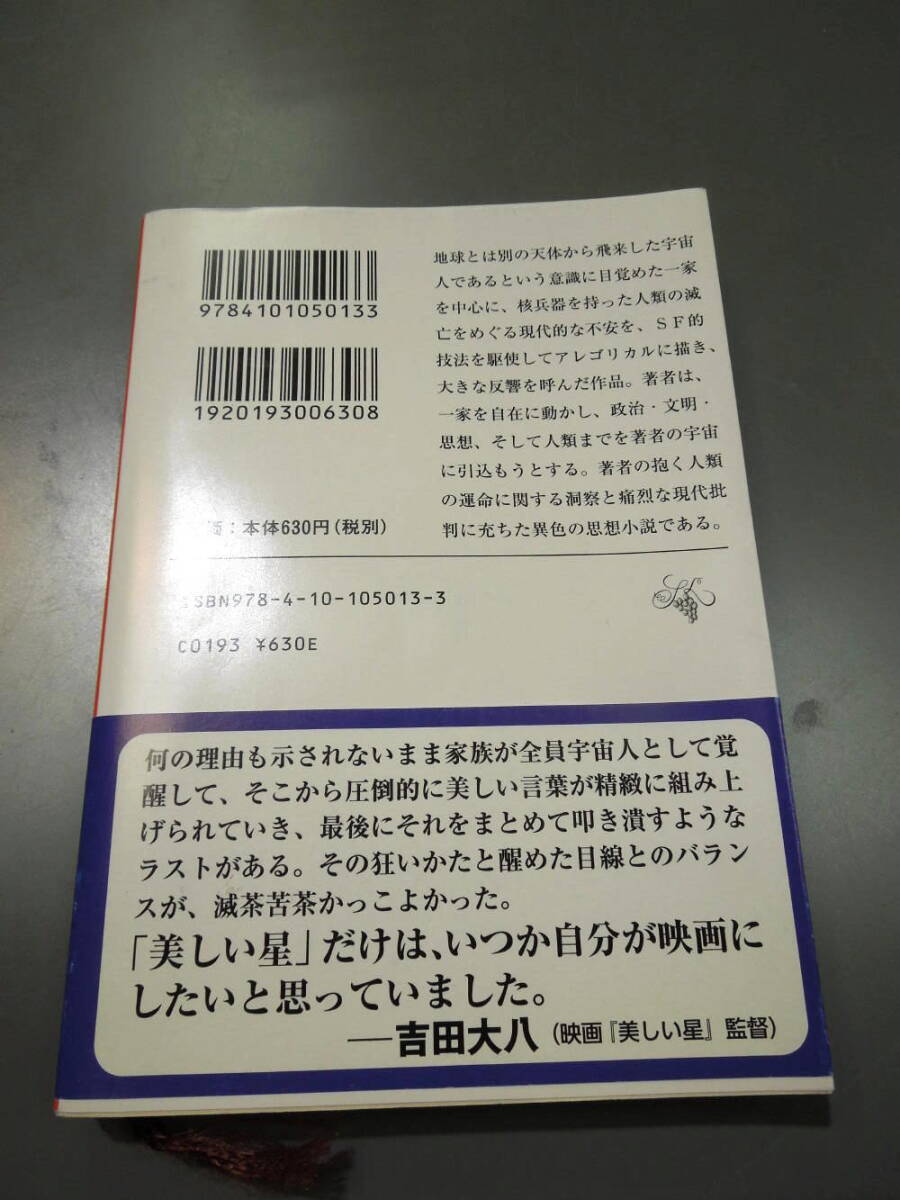 9784101050133
1920193006308
価：本体630円（税別）
地球とは別の天体から飛来した宇宙
人であるという意識に目覚めた一家
を中心に、核兵器を持った人類の滅
亡をめぐる現代的な不安を、ＳＦ的
技法を駆使してアレゴリカルに描き、
大きな反響を呼んだ作品。著者は、
一家を自在に動かし、政治・文明・
思想、そして人類までを著者の宇宙
に引込もうとする。著者の抱く人類
の運命に関する洞察と痛烈な現代批
判に充ちた異色の思想小説である。
ISBN978-4-10-105013-3
C0193 ¥630E
何の理由も示されないまま家族が全員宇宙人として覚
醒して、そこから圧倒的に美しい言葉が精緻に組み上
げられていき、最後にそれをまとめて叩き潰すような
ラストがある。その狂いかたと醒めた目線とのバラン
スが、滅茶苦茶かっこよかった。
「美しい星」だけは、いつか自分が映画に
したいと思っていました。
──吉田大八（映画『美しい星』監督）